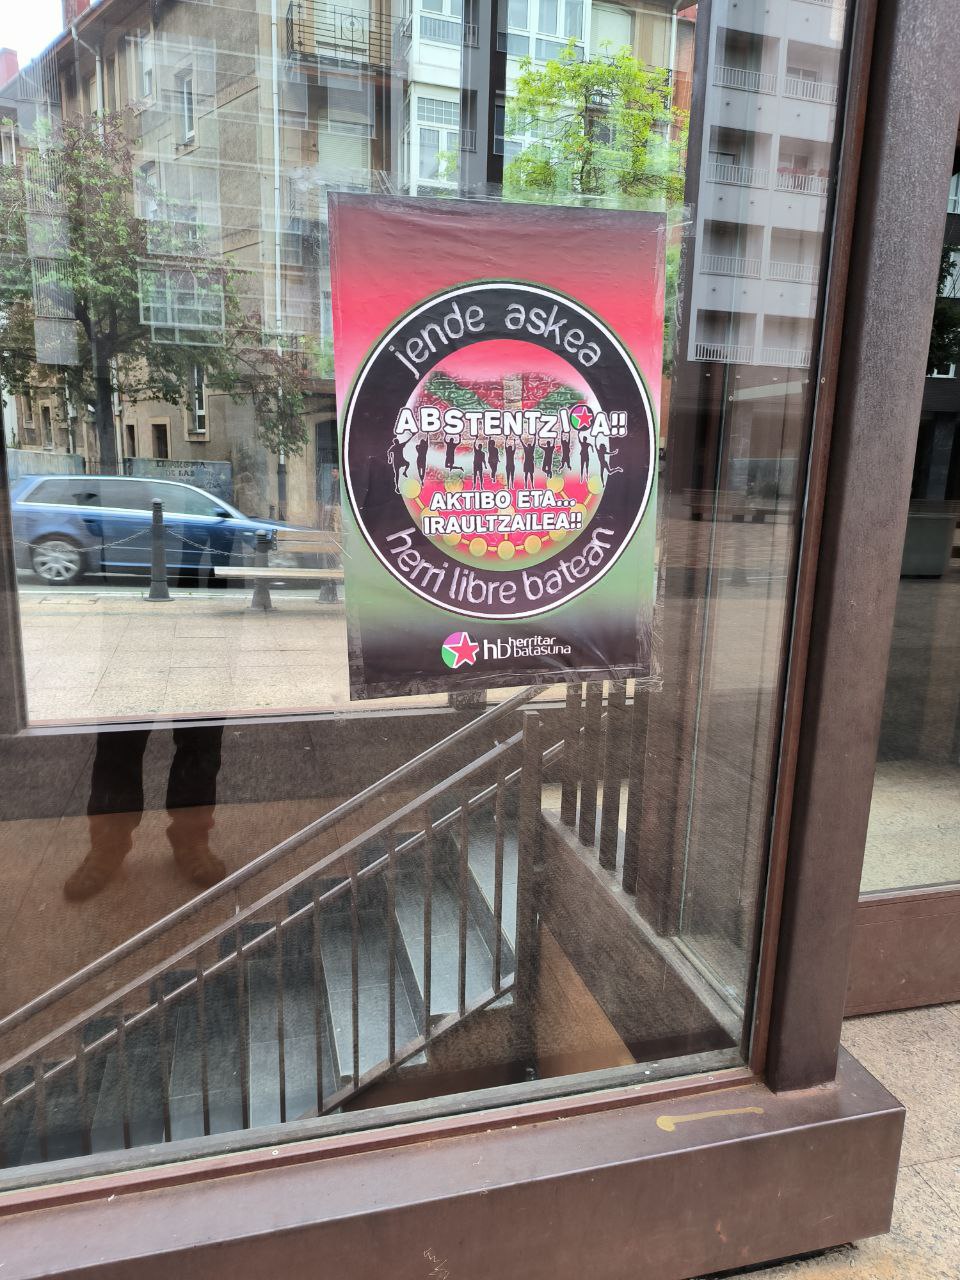 jende askea
ABSTENTZIOA!!
AKTIBO ETA...
IRAULTZAILEA!!
herri libre batean
hb herritar
batasuna